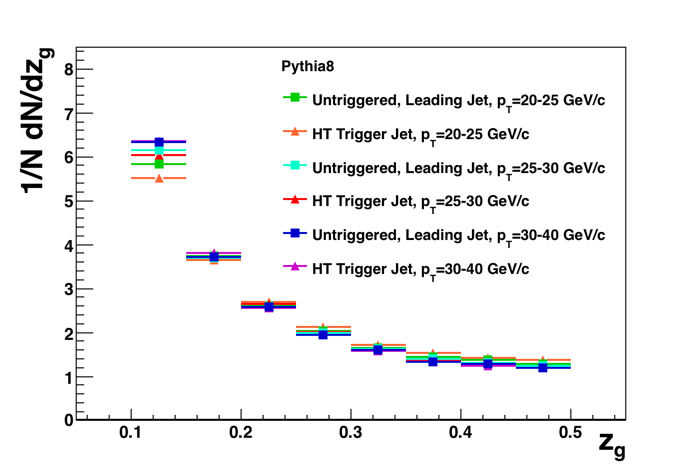 1/N dN/dz_g
8
7
6
5
4
3
2
1
0
Pythia8
Untriggered, Leading Jet, p_T=20-25 GeV/c
HT Trigger Jet, p_T=20-25 GeV/c
Untriggered, Leading Jet, p_T=25-30 GeV/c
HT Trigger Jet, p_T=25-30 GeV/c
Untriggered, Leading Jet, p_T=30-40 GeV/c
HT Trigger Jet, p_T=30-40 GeV/c
0.1 0.2 0.3 0.4 0.5
z_g